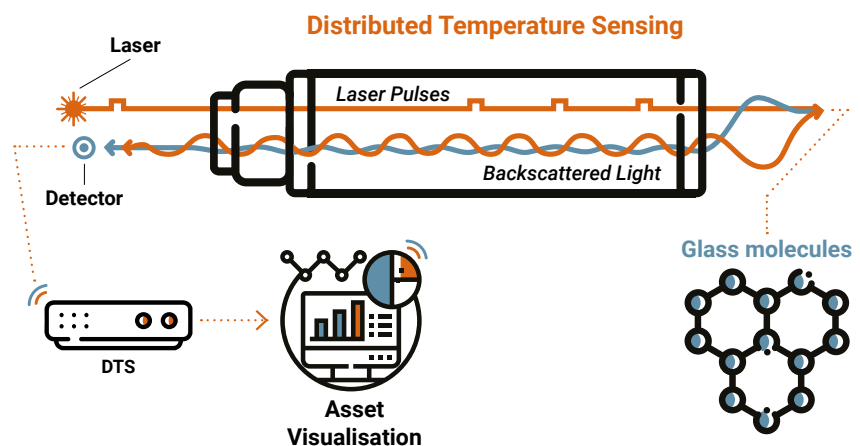 Distributed Temperature Sensing
Laser
Laser Pulses
Backscattered Light
Detector
Glass molecules
DTS
Asset
Visualisation